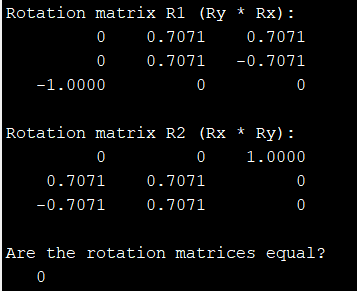 Rotation matrix R1 (Ry * Rx):
0 0.7071 0.7071
0 0.7071 -0.7071
-1.0000 0 0
Rotation matrix R2 (Rx * Ry):
0 0 1.0000
0.7071 0.7071 0
-0.7071 0.7071 0
Are the rotation matrices equal?
0